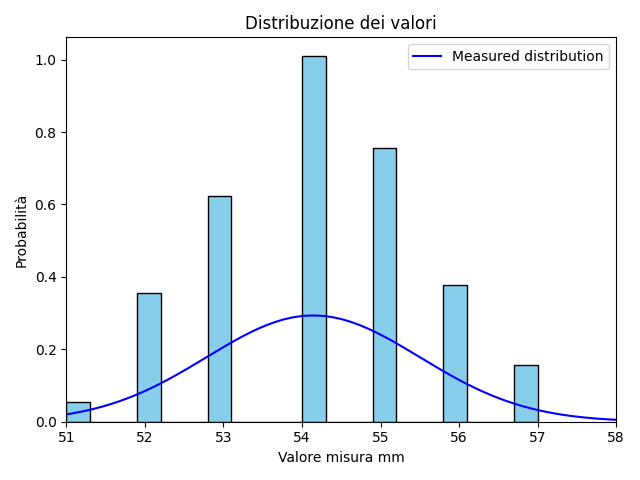 Distribuzione dei valori
Measured distribution
Probabilità
1.0
0.8
0.6
0.4
0.2
0.0
51 52 53 54 55 56 57 58
Valore misura mm